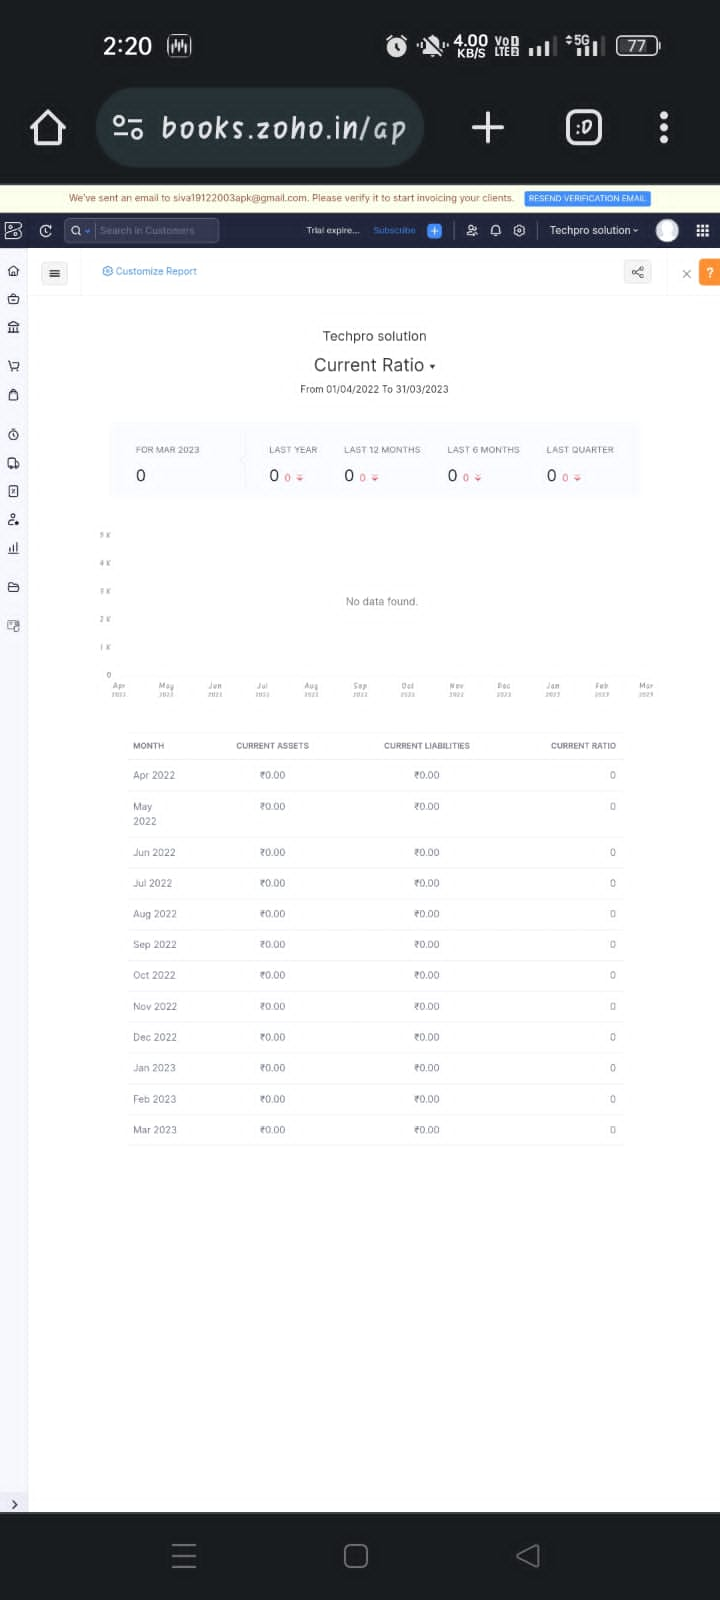 2:20 4.00 KB/S VoD LTE2 5G 77
books.zoho.in/ap :D
We've sent an email to siva19122003apk@gmail.com. Please verify it to start invoicing your clients. RESEND VERIFICATION EMAIL
Search in Customers Trial expire... Subscribe Techpro solution
Customize Report ?
Techpro solution
Current Ratio
From 01/04/2022 To 31/03/2023
FOR MAR 2023 LAST YEAR LAST 12 MONTHS LAST 6 MONTHS LAST QUARTER
0 0 0 0 0 0 0 0 0
5 K
4 K
3 K
No data found.
2 K
1 K
0
Apr May Jun Jul Aug Sep Oct Nov Dec Jan Feb Mar
2022 2022 2022 2022 2022 2022 2022 2022 2022 2023 2023 2023
MONTH CURRENT ASSETS CURRENT LIABILITIES CURRENT RATIO
Apr 2022 ₹0.00 ₹0.00 0
May ₹0.00 ₹0.00 0
2022
Jun 2022 ₹0.00 ₹0.00 0
Jul 2022 ₹0.00 ₹0.00 0
Aug 2022 ₹0.00 ₹0.00 0
Sep 2022 ₹0.00 ₹0.00 0
Oct 2022 ₹0.00 ₹0.00 0
Nov 2022 ₹0.00 ₹0.00 0
Dec 2022 ₹0.00 ₹0.00 0
Jan 2023 ₹0.00 ₹0.00 0
Feb 2023 ₹0.00 ₹0.00 0
Mar 2023 ₹0.00 ₹0.00 0